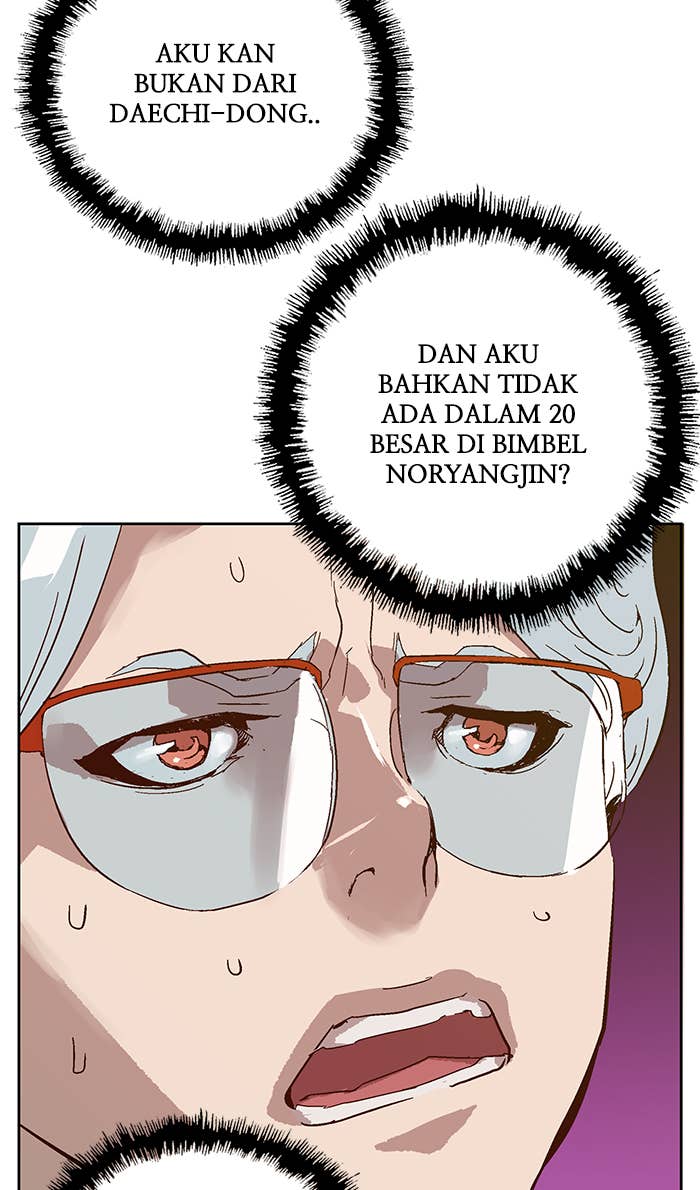 AKU KAN
BUKAN DARI
DAECHI-DONG..
DAN AKU
BAHKAN TIDAK
ADA DALAM 20
BESAR DI BIMBEL
NORYANGJIN?